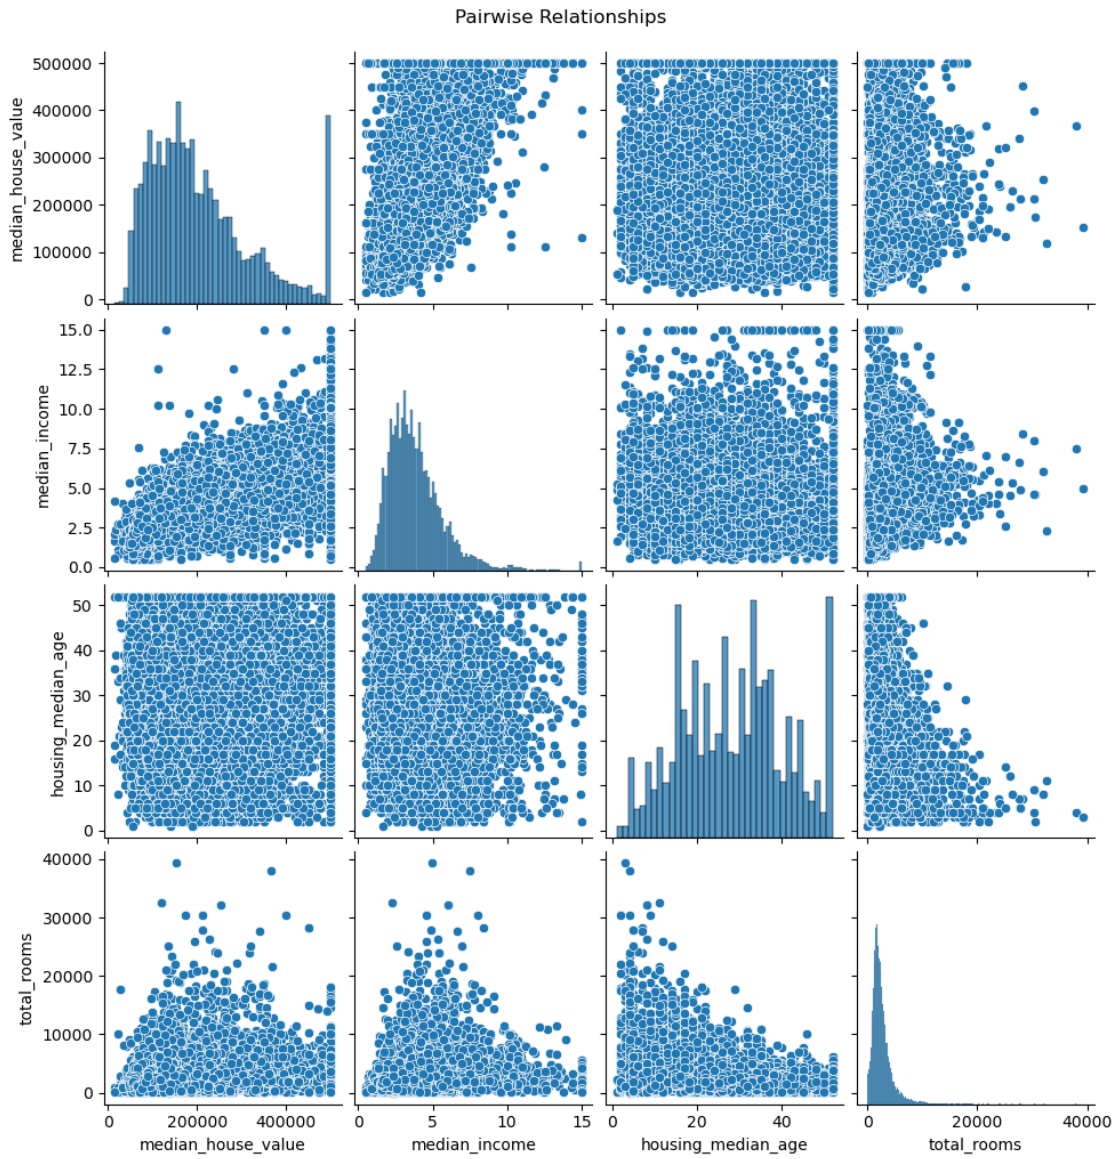 Pairwise Relationships
median_house_value
500000
400000
300000
200000
100000
0
median_income
15.0
12.5
10.0
7.5
5.0
2.5
0.0
housing_median_age
50
40
30
20
10
0
total_rooms
40000
30000
20000
10000
0
0 200000 400000
0 5 10 15
0 20 40
0 20000 40000
median_house_value median_income housing_median_age total_rooms